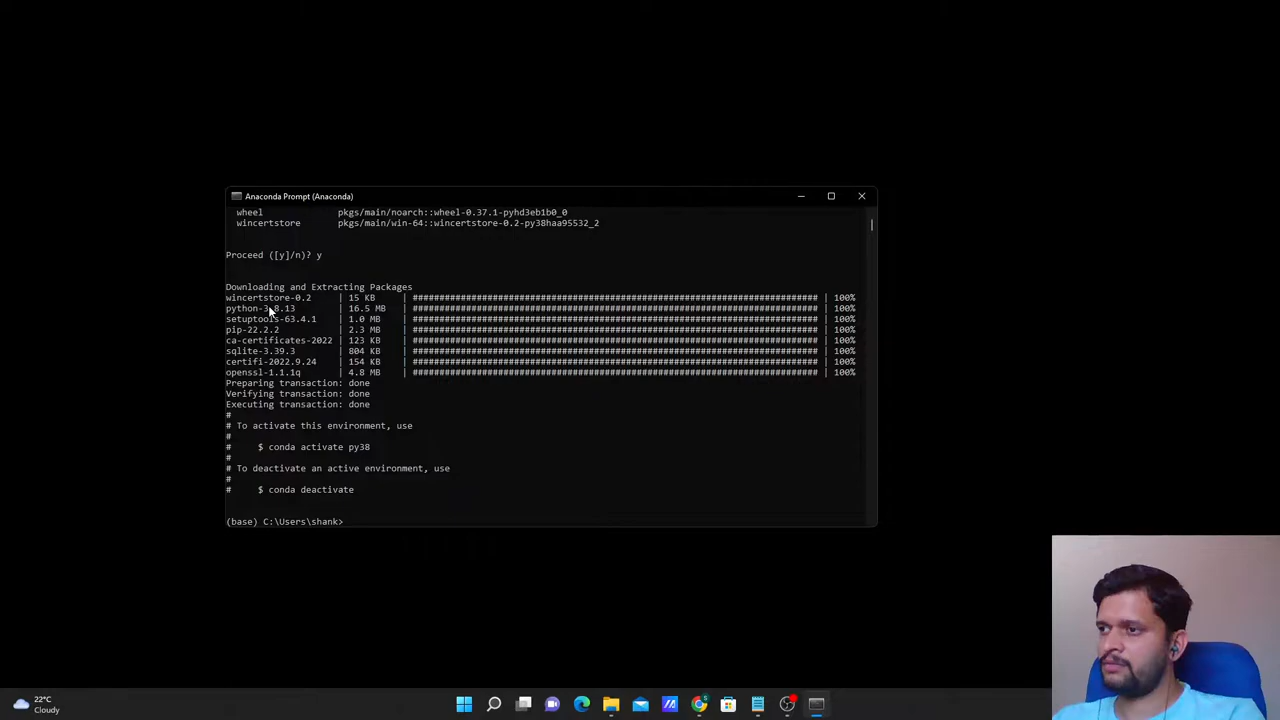 Anaconda Prompt (Anaconda)
wheel pkgs/main/noarch::wheel-0.37.1-pyhd3eb1b0_0
wincertstore pkgs/main/win-64::wincertstore-0.2-py38haa95532_2
Proceed ([y]/n)? y
Downloading and Extracting Packages
wincertstore-0.2 | 15 KB | ############################################################################ | 100%
python-3.8.13 | 16.5 MB | ############################################################################ | 100%
setuptools-63.4.1 | 1.0 MB | ############################################################################ | 100%
pip-22.2.2 | 2.3 MB | ############################################################################ | 100%
ca-certificates-2022 | 123 KB | ############################################################################ | 100%
sqlite-3.39.3 | 804 KB | ############################################################################ | 100%
certifi-2022.9.24 | 154 KB | ############################################################################ | 100%
openssl-1.1.1q | 4.8 MB | ############################################################################ | 100%
Preparing transaction: done
Verifying transaction: done
Executing transaction: done
#
# To activate this environment, use
#
# $ conda activate py38
#
# To deactivate an active environment, use
#
# $ conda deactivate
(base) C:\Users\shank>
22°C
Cloudy
5